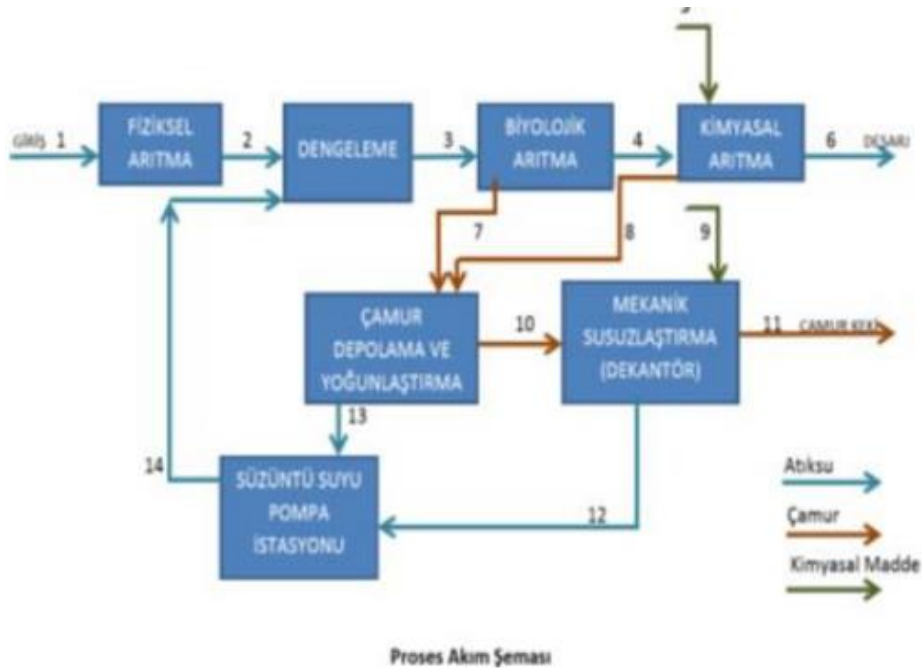 GİRİŞ 1
FİZİKSEL
ARITMA
2
DENGELEME
3
BİYOLOJİK
ARITMA
4
KİMYASAL
ARITMA
6
DEŞARJ
7
8
9
ÇAMUR
DEPOLAMA VE
YOĞUNLAŞTIRMA
10
MEKANİK
SUSUZLAŞTIRMA
(DEKANTÖR)
11
ÇAMUR KEKİ
13
14
SÜZÜNTÜ SUYU
POMPA
İSTASYONU
12
Atıksu
Çamur
Kimyasal Madde
Proses Akım Şeması